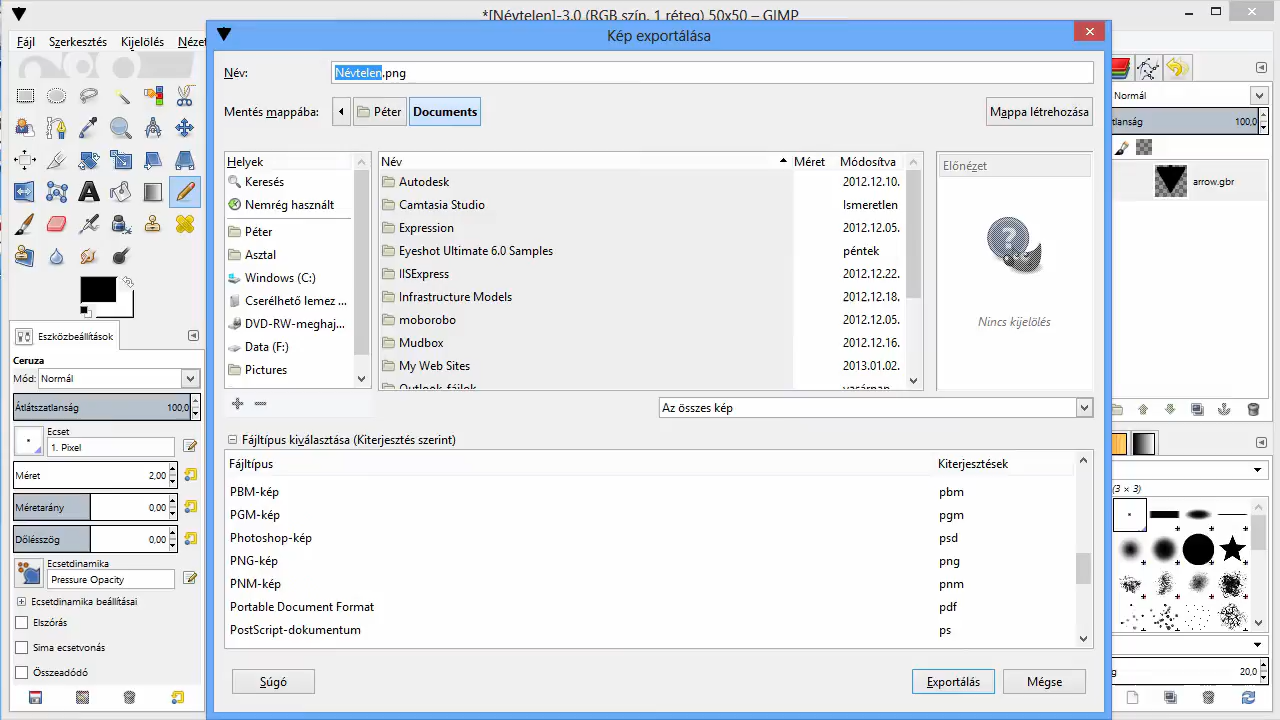 *[Névtelen]-3.0 (RGB szín, 1 réteg) 50x50 – GIMP
Kép exportálása
Fájl Szerkesztés Kijelölés Nézet
Név:
Névtelen.png
Mentés mappába:
Péter
Documents
Mappa létrehozása
Helyek
Keresés
Nemrég használt
Péter
Asztal
Windows (C:)
Cserélhető lemez ...
DVD-RW-meghaj...
Data (F:)
Pictures
Név Méret Módosítva
Autodesk 2012.12.10.
Camtasia Studio Ismeretlen
Expression 2012.12.05.
Eyeshot Ultimate 6.0 Samples péntek
IISExpress 2012.12.22.
Infrastructure Models 2012.12.18.
moborobo 2012.12.05.
Mudbox 2012.12.16.
My Web Sites 2013.01.02.
Outlook-fájlok vasárnap
Előnézet
Nincs kijelölés
Az összes kép
Fájltípus kiválasztása (Kiterjesztés szerint)
Fájltípus Kiterjesztések
PBM-kép pbm
PGM-kép pgm
Photoshop-kép psd
PNG-kép png
PNM-kép pnm
Portable Document Format pdf
PostScript-dokumentum ps
Súgó
Exportálás
Mégse
Eszközbeállítások
Ceruza
Mód: Normál
Átlátszatlanság 100,0
Ecset
1. Pixel
Méret 2,00
Méretarány 0,00
Dőlésszög 0,00
Ecsetdinamika
Pressure Opacity
Ecsetdinamika beállításai
Elszórás
Sima ecsetvonás
Összeadódó
Normál
tlanság 100,0
arrow.gbr
(3 × 3)
g 20,0